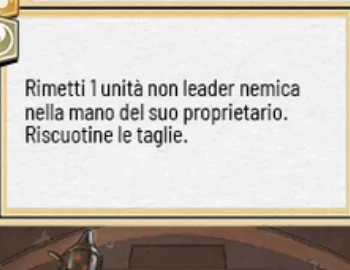 Rimetti 1 unità non leader nemica
nella mano del suo proprietario.
Riscuotine le taglie.